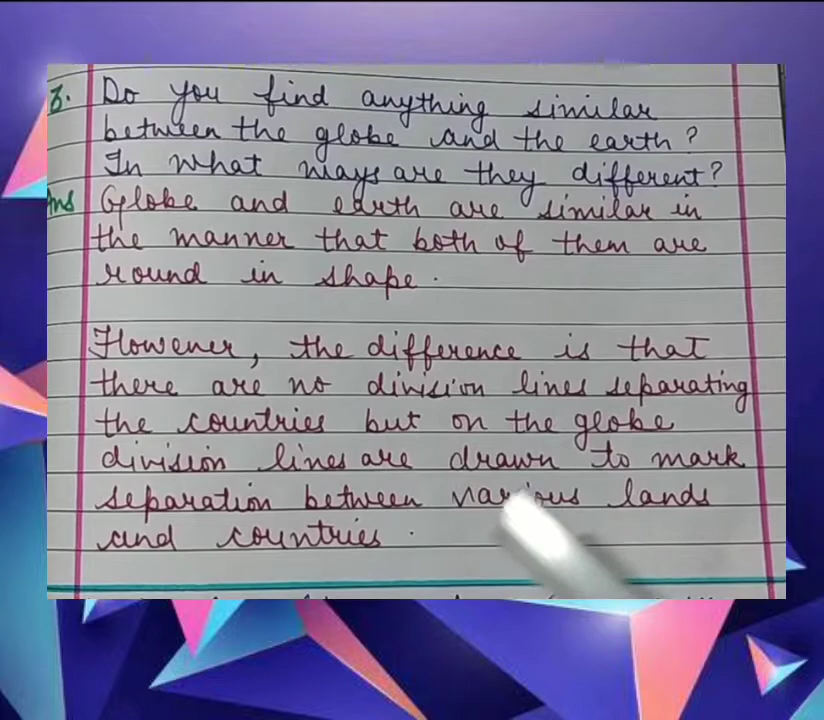 3. Do you find anything similar
between the globe and the earth?
In what ways are they different?
Ans Globe and earth are similar in
the manner that both of them are
round in shape.
However, the difference is that
there are no division lines separating
the countries but on the globe
division lines are drawn to mark
separation between various lands
and countries.